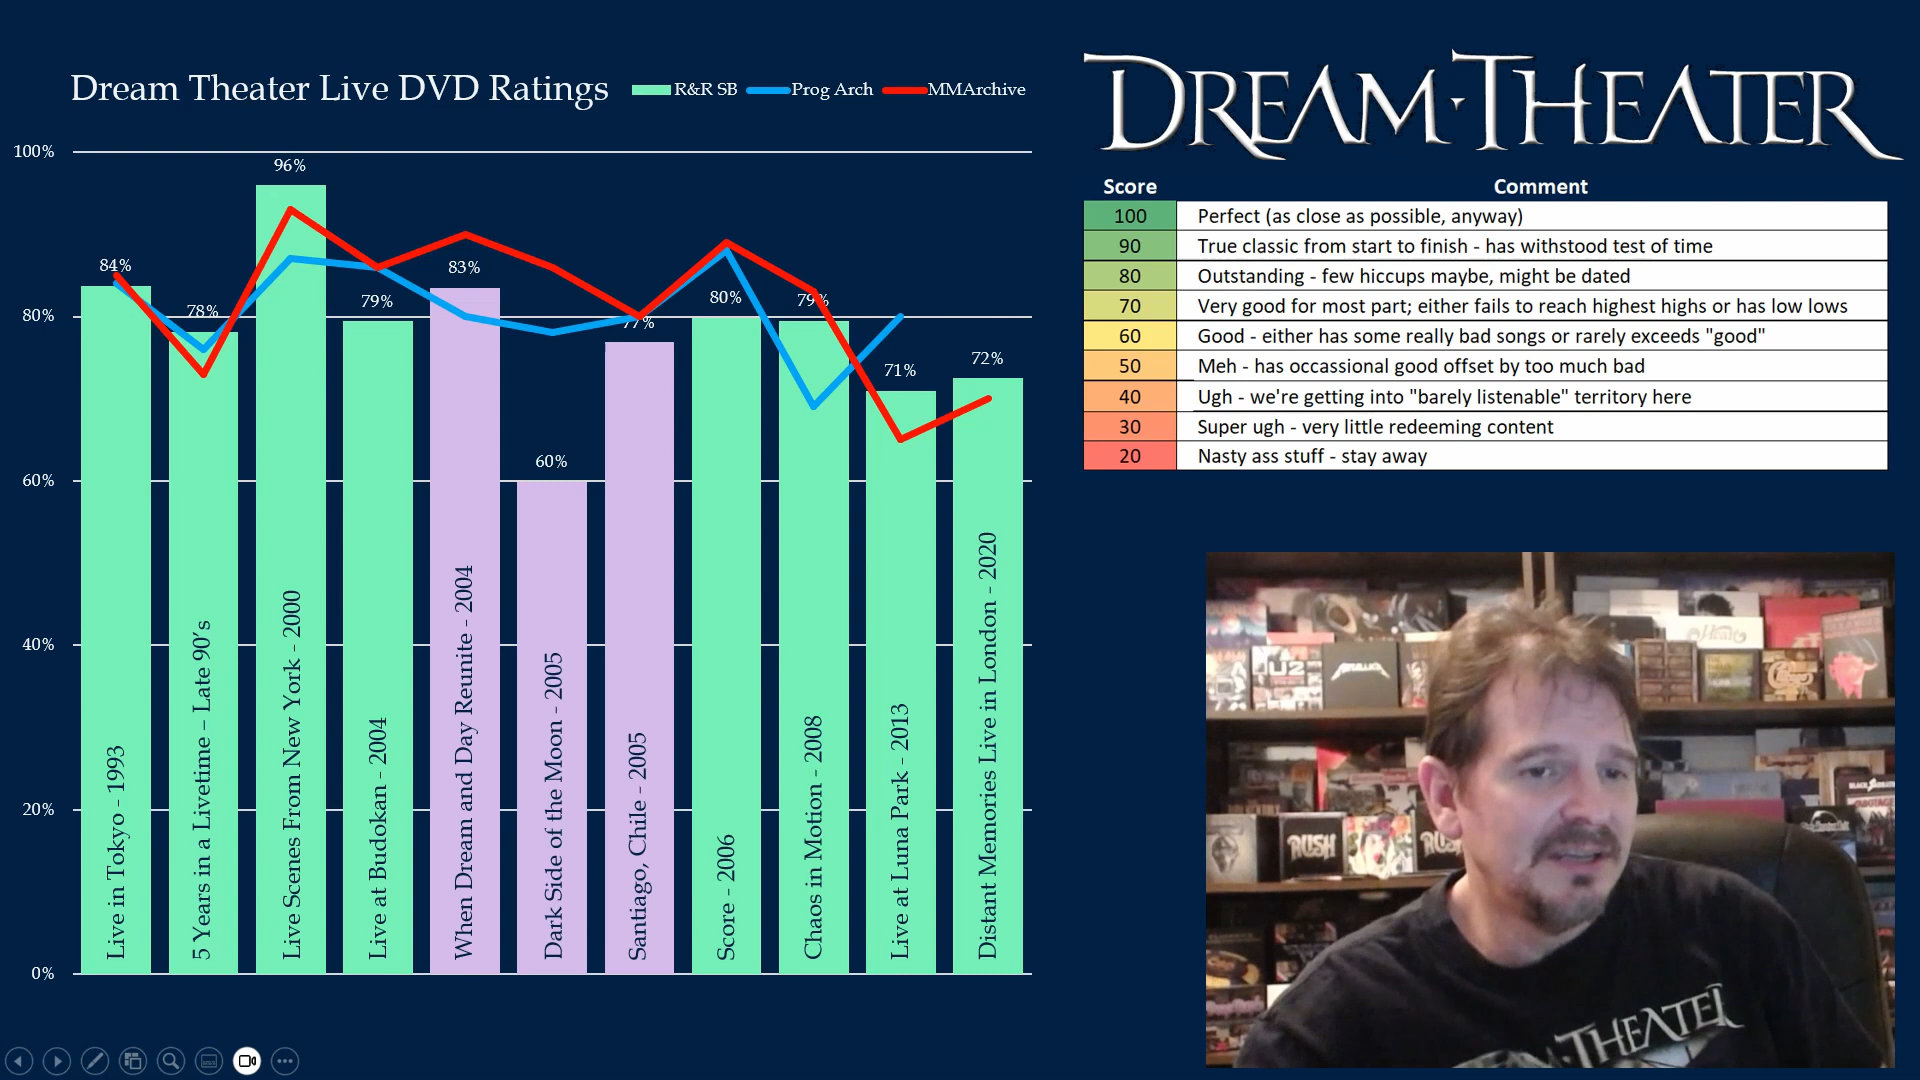 Dream Theater Live DVD Ratings
R&R SB
Prog Arch
MMArchive
100%
80%
60%
40%
20%
0%
84%
78%
96%
79%
83%
60%
77%
80%
79%
71%
72%
Live in Tokyo - 1993
5 Years in a Livetime – Late 90's
Live Scenes From New York - 2000
Live at Budokan - 2004
When Dream and Day Reunite - 2004
Dark Side of the Moon - 2005
Santiago, Chile - 2005
Score - 2006
Chaos in Motion - 2008
Live at Luna Park - 2013
Distant Memories Live in London - 2020
DREAM·THEATER
Score Comment
100 Perfect (as close as possible, anyway)
90 True classic from start to finish - has withstood test of time
80 Outstanding - few hiccups maybe, might be dated
70 Very good for most part; either fails to reach highest highs or has low lows
60 Good - either has some really bad songs or rarely exceeds "good"
50 Meh - has occassional good offset by too much bad
40 Ugh - we're getting into "barely listenable" territory here
30 Super ugh - very little redeeming content
20 Nasty ass stuff - stay away
U2
METALLICA
Heart
Chicago
BLACK SABBATH
SABOTAGE
RUSH
THEATER